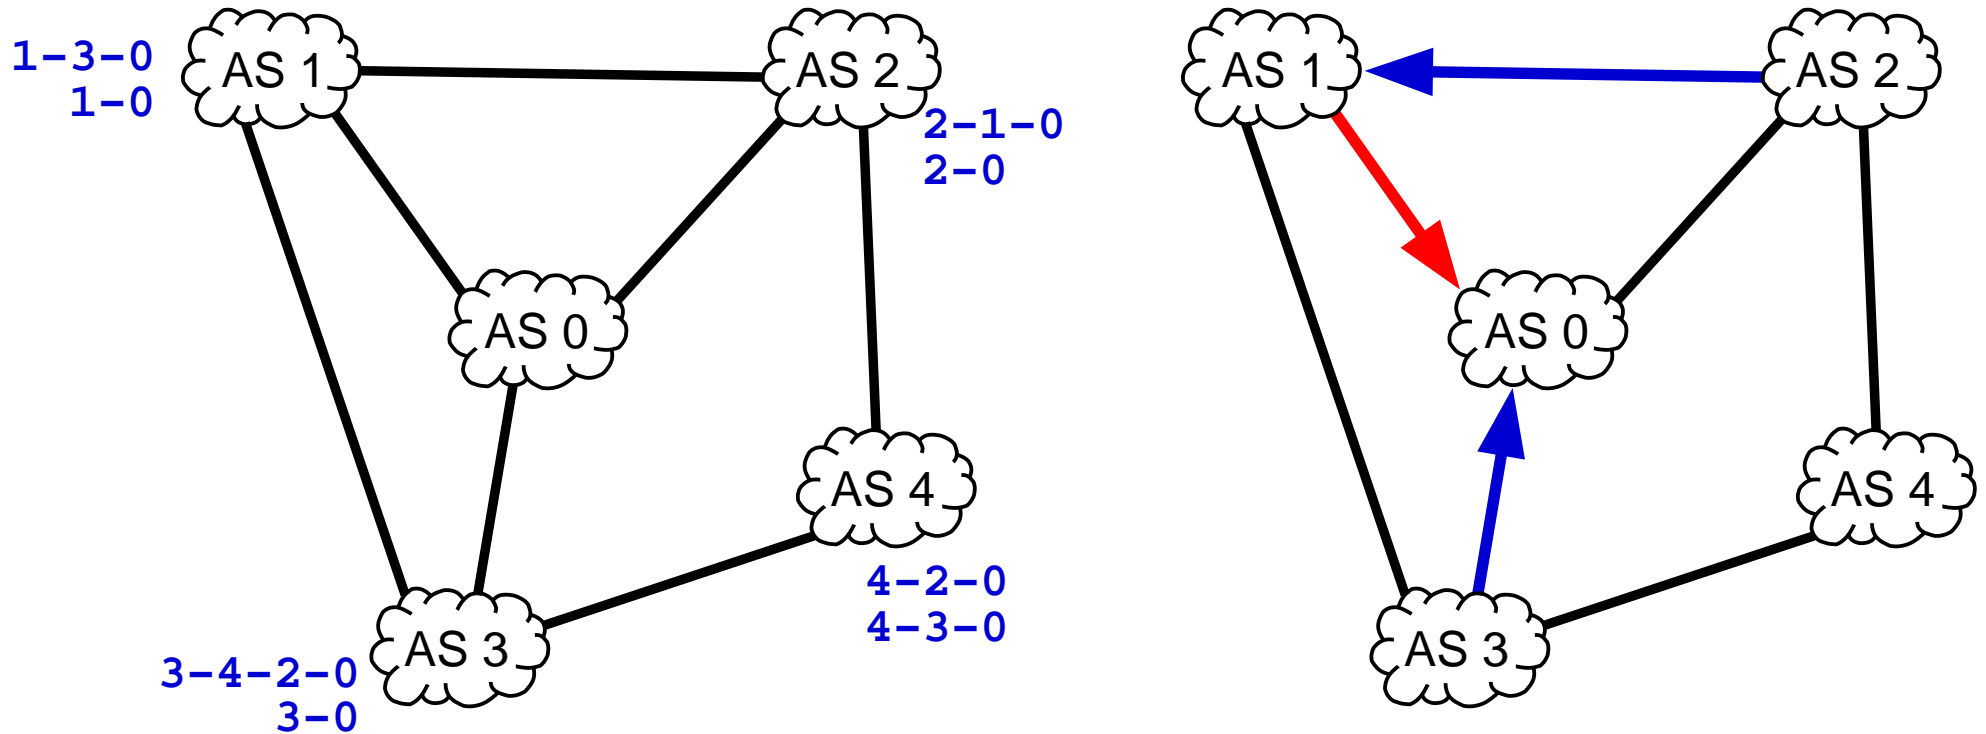 1-3-0
1-0
AS 1
AS 2
2-1-0
2-0
AS 0
AS 4
4-2-0
4-3-0
AS 3
3-4-2-0
3-0
AS 1
AS 2
AS 0
AS 4
AS 3